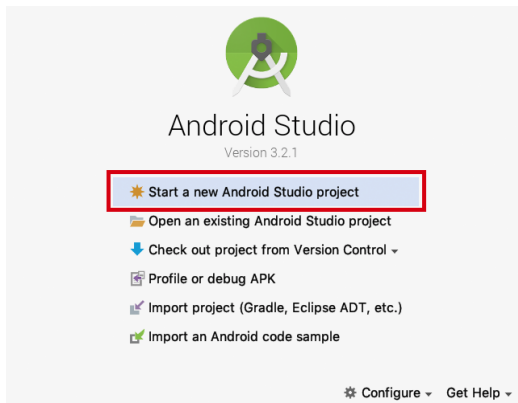 Android Studio
Version 3.2.1
Start a new Android Studio project
Open an existing Android Studio project
Check out project from Version Control
Profile or debug APK
Import project (Gradle, Eclipse ADT, etc.)
Import an Android code sample
Configure Get Help